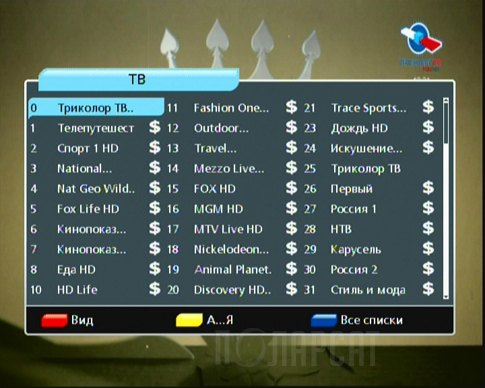 ТВ
0 Триколор ТВ..
1 Телепутешест $
2 Спорт 1 HD $
3 National... $
4 Nat Geo Wild.. $
5 Fox Life HD $
6 Кинопоказ... $
7 Кинопоказ... $
8 Еда HD $
10 HD Life $
11 Fashion One... $
12 Outdoor... $
13 Travel... $
14 Mezzo Live... $
15 FOX HD $
16 MGM HD $
17 MTV Live HD $
18 Nickelodeon... $
19 Animal Planet. $
20 Discovery HD.. $
21 Trace Sports... $
22 Охотник и... $
23 Дождь HD $
24 Искушение... $
25 Триколор ТВ
26 Первый $
27 Россия 1 $
28 НТВ $
29 Карусель $
30 Россия 2 $
31 Стиль и мода $
Вид
А...Я
Все списки
ПОЛАРСАТ